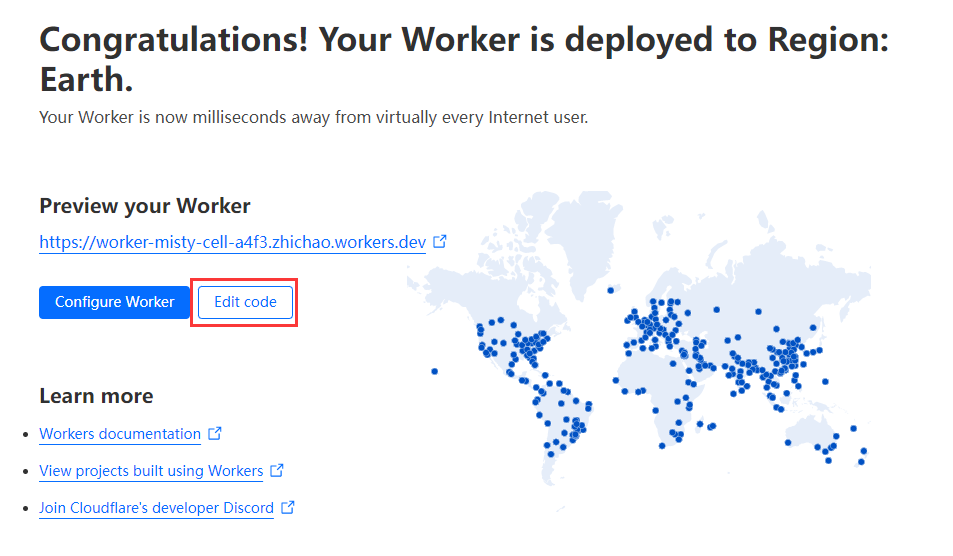 Congratulations! Your Worker is deployed to Region:
Earth.
Your Worker is now milliseconds away from virtually every Internet user.
Preview your Worker
https://worker-misty-cell-a4f3.zhichao.workers.dev
Configure Worker
Edit code
Learn more
Workers documentation
View projects built using Workers
Join Cloudflare's developer Discord